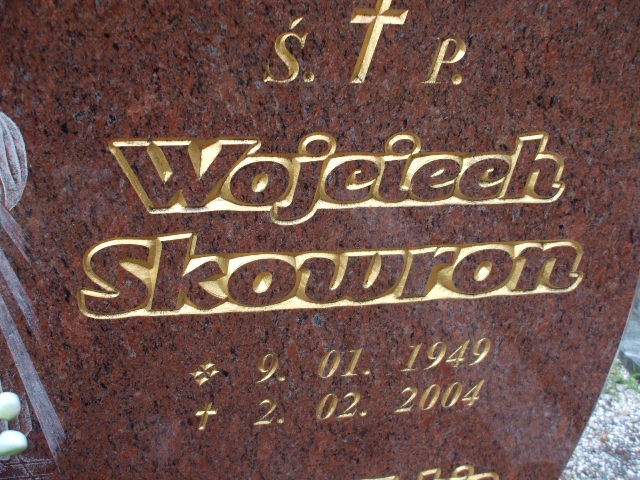 Ś. P.
Wojciech
Skowron
9. 01. 1949
2. 02. 2004